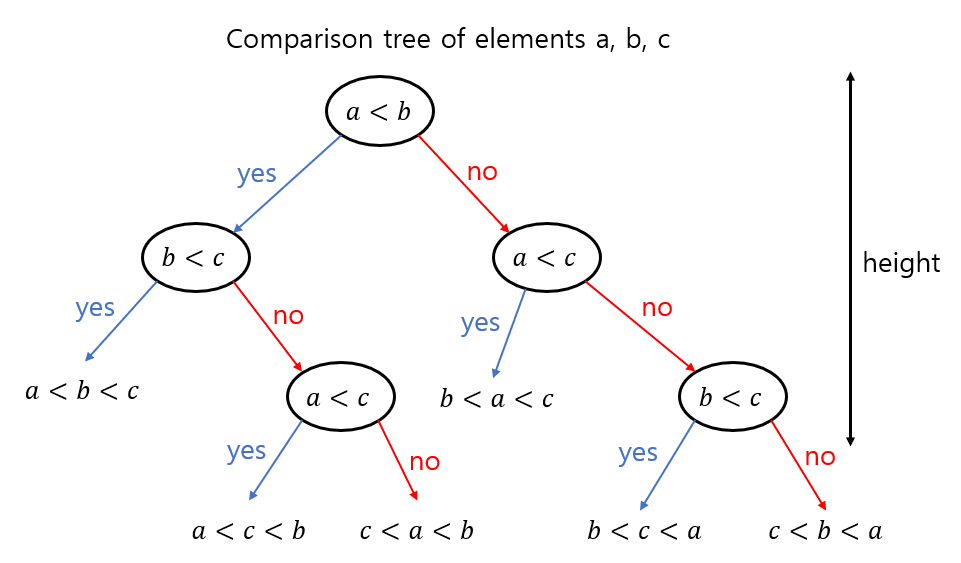 Comparison tree of elements a, b, c
a < b
yes
no
b < c
a < c
height
yes
no
yes
no
a < b < c
a < c
b < a < c
b < c
yes
no
yes
no
a < c < b
c < a < b
b < c < a
c < b < a